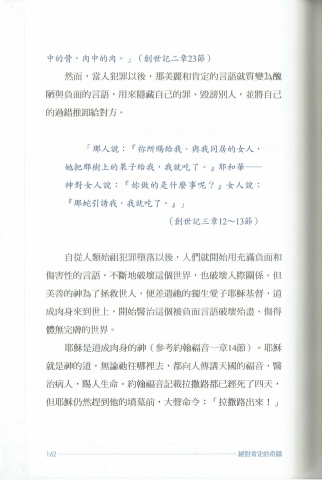 中的骨，肉中的肉。」（創世記二章23節）
然而，當人犯罪以後，那美麗和肯定的言語就質變為醜
陋與負面的言語，用來隱藏自己的罪、毀謗別人，並將自己
的過錯推卸給對方。
「那人說：『祢所賜給我、與我同居的女人，
她把那樹上的果子給我，我就吃了。』耶和華──
神對女人說：『妳做的是什麼事呢？』女人說：
『那蛇引誘我，我就吃了。』」
（創世記三章12～13節）
自從人類始祖犯罪墮落以後，人們就開始用充滿負面和
傷害性的言語，不斷地破壞這個世界，也破壞人際關係。但
美善的神為了拯救世人，便差遣祂的獨生愛子耶穌基督，道
成肉身來到世上，開始醫治這個被負面言語破壞殆盡、傷得
體無完膚的世界。
耶穌是道成肉身的神（參考約翰福音一章14節）。耶穌
就是神的道，無論祂往哪裡去，都向人傳講天國的福音，醫
治病人，賜人生命。約翰福音記載拉撒路都已經死了四天，
但耶穌仍然趕到他的墳墓前，大聲命令：「拉撒路出來！」
162
絕對肯定的奇蹟